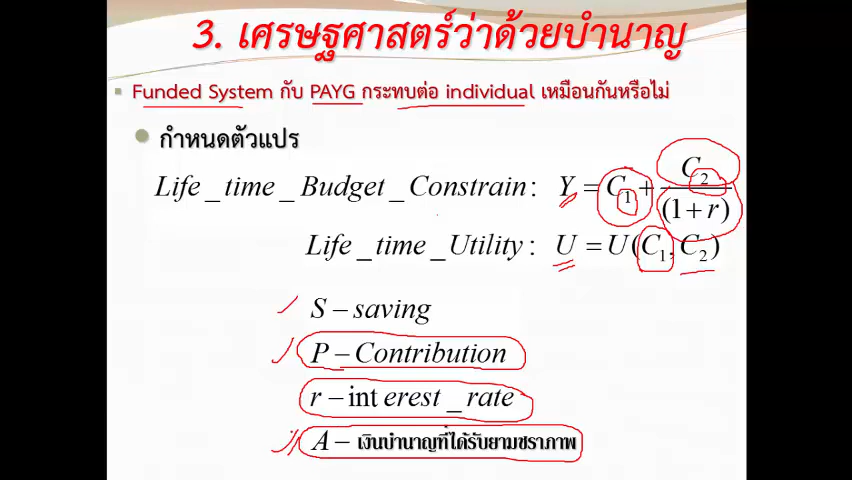 3. เศรษฐศาสตร์ว่าด้วยบำนาญ
Funded System กับ PAYG กระทบต่อ individual เหมือนกันหรือไม่
กำหนดตัวแปร
Life_time_Budget_Constrain: Y = C₁ + C₂/(1+r)
Life_time_Utility: U = U(C₁, C₂)
S – saving
P – Contribution
r – int erest_rate
A – เงินบำนาญที่ได้รับยามชราภาพ